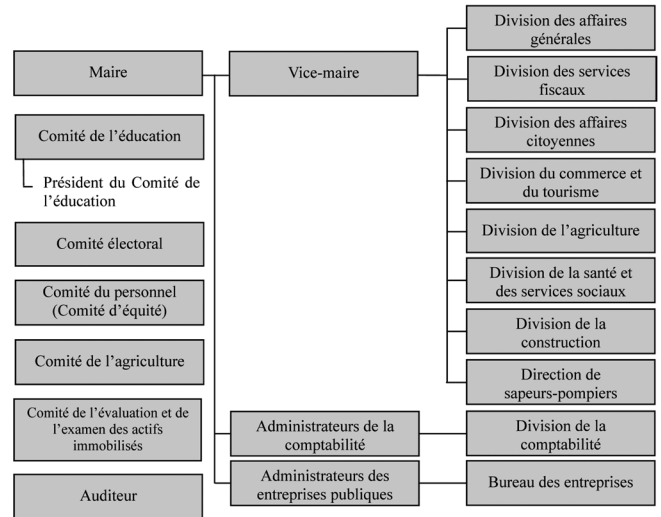 Maire
Comité de l'éducation
Président du Comité de
l'éducation
Comité électoral
Comité du personnel
(Comité d'équité)
Comité de l'agriculture
Comité de l'évaluation et de
l'examen des actifs
immobilisés
Auditeur
Vice-maire
Administrateurs de la
comptabilité
Administrateurs des
entreprises publiques
Division des affaires
générales
Division des services
fiscaux
Division des affaires
citoyennes
Division du commerce et
du tourisme
Division de l'agriculture
Division de la santé et
des services sociaux
Division de la
construction
Direction de
sapeurs-pompiers
Division de la
comptabilité
Bureau des entreprises